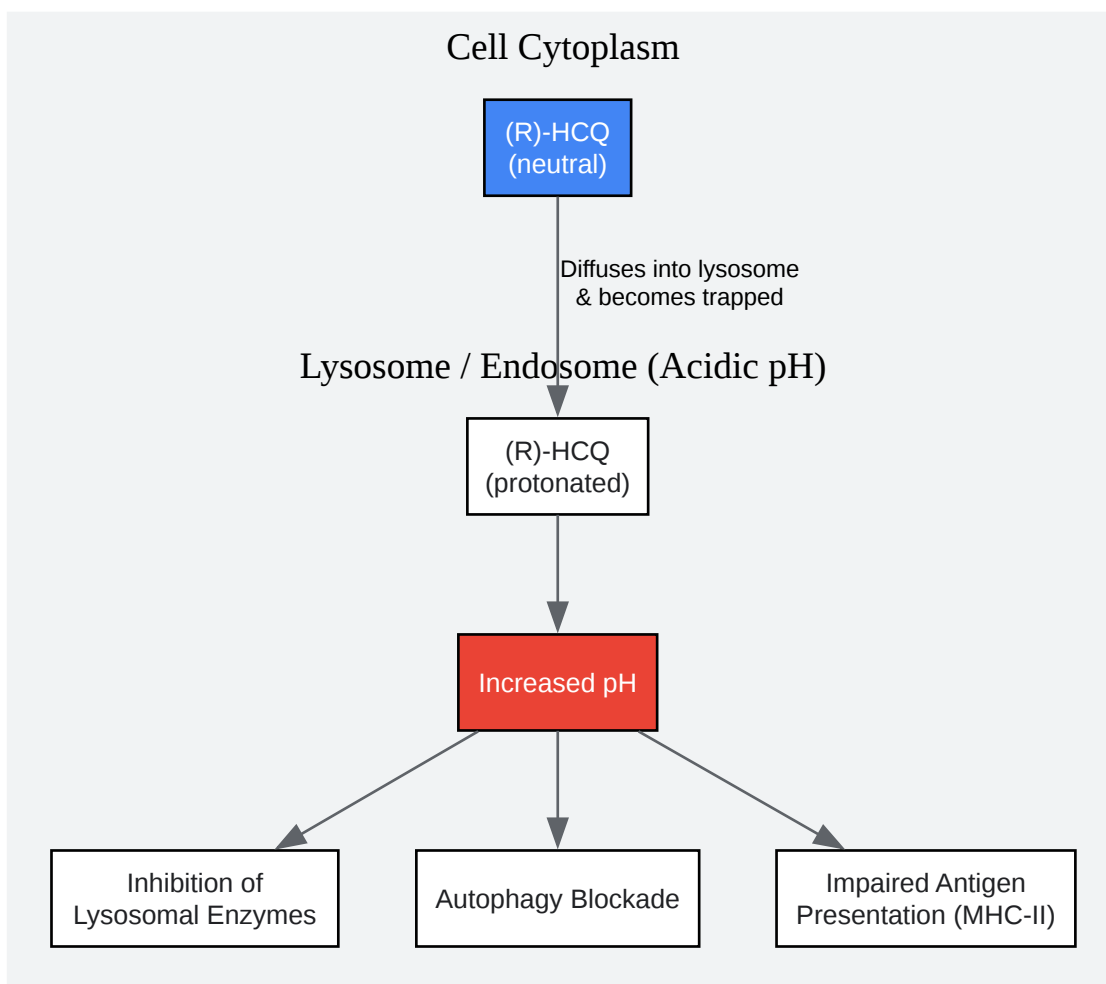 Cell Cytoplasm
(R)-HCQ
(neutral)
Diffuses into lysosome
& becomes trapped
Lysosome / Endosome (Acidic pH)
(R)-HCQ
(protonated)
Increased pH
Inhibition of
Lysosomal Enzymes
Autophagy Blockade
Impaired Antigen
Presentation (MHC-II)